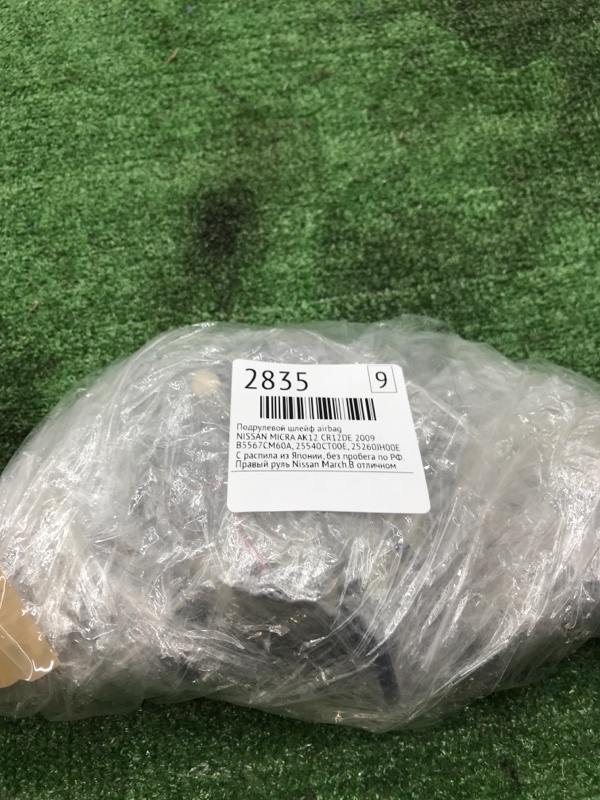 2835 9
Подрулевой шлейф airbag
NISSAN MICRA AK12 CR12DE 2009
B5567CM60A, 25540CT00E, 25260JH00E
С распила из Японии, без пробега по РФ.
Правый руль Nissan March.В отличном